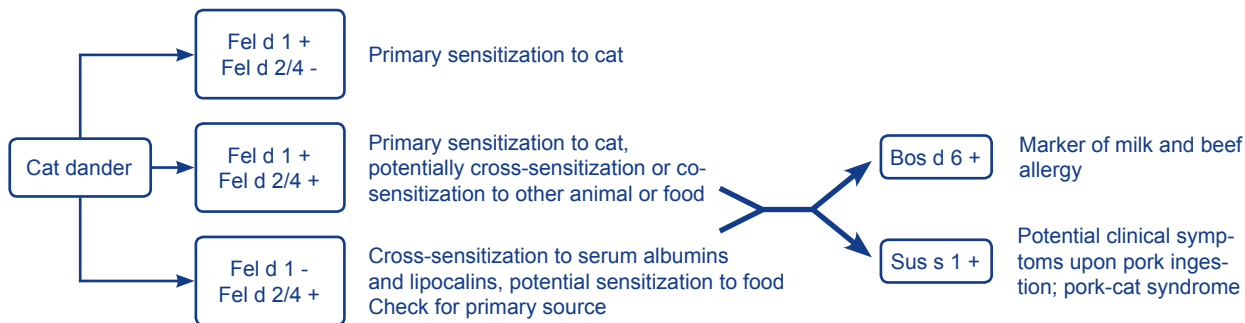 Fel d 1 +
Fel d 2/4 -
Primary sensitization to cat
Cat dander
Fel d 1 +
Fel d 2/4 +
Primary sensitization to cat,
potentially cross-sensitization or co-
sensitization to other animal or food
Fel d 1 -
Fel d 2/4 +
Cross-sensitization to serum albumins
and lipocalins, potential sensitization to food
Check for primary source
Bos d 6 +
Marker of milk and beef
allergy
Sus s 1 +
Potential clinical symp-
toms upon pork inges-
tion; pork-cat syndrome